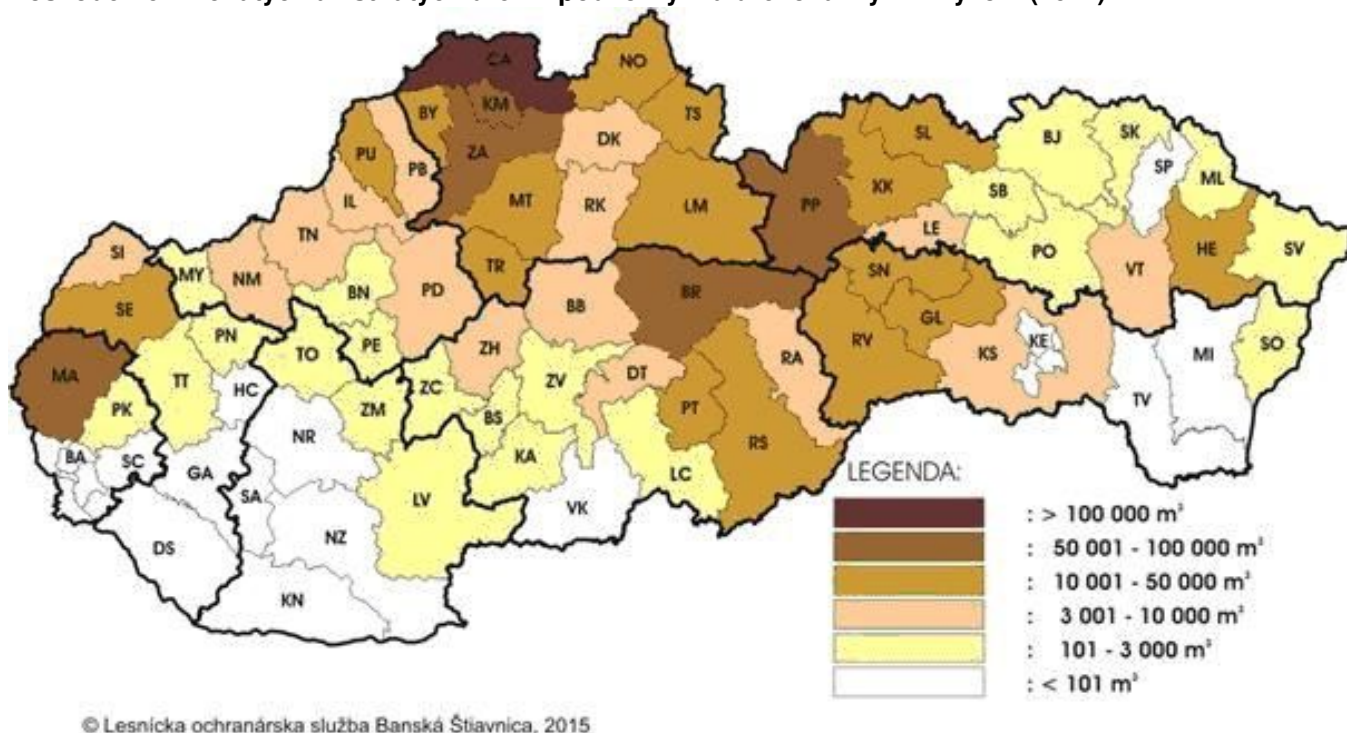 CA
NO
KM
BY
TS
DK
SL
BJ
SK
PU
ZA
PB
SP
ML
KK
SB
IL
MT
RK
LM
PP
LE
TN
PO
HE
SV
SI
MY
NM
TR
SN
VT
BN
PD
BR
SE
BB
GL
PN
PE
TO
ZH
RV
KS
KE
MI
SO
RA
MA
TT
HC
ZC
ZV
DT
TV
PK
ZM
BS
PT
NR
RS
BA
SC
GA
KA
LC
SA
LV
VK
NZ
DS
KN
LEGENDA:
: > 100 000 m³
: 50 001 - 100 000 m³
: 10 001 - 50 000 m³
: 3 001 - 10 000 m³
: 101 - 3 000 m³
: < 101 m³
© Lesnícka ochranárska služba Banská Štiavnica, 2015